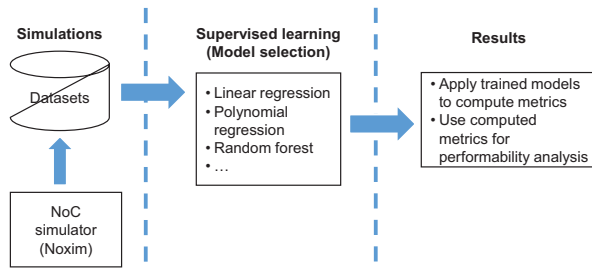 Simulations
Datasets
NoC
simulator
(Noxim)
Supervised learning
(Model selection)
• Linear regression
• Polynomial
regression
• Random forest
• …
Results
• Apply trained models
to compute metrics
• Use computed
metrics for
performability analysis